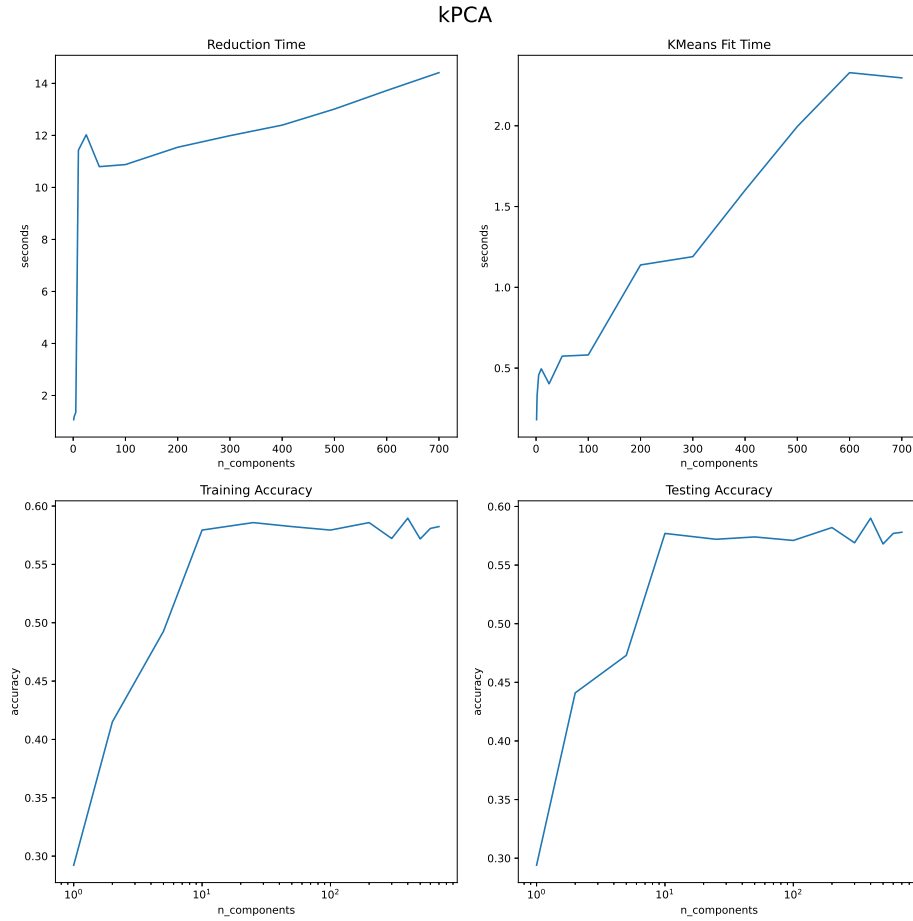 kPCA
Reduction Time
14
12
10
8
6
4
2
seconds
0 100 200 300 400 500 600 700
n_components
KMeans Fit Time
2.0
1.5
1.0
0.5
seconds
0 100 200 300 400 500 600 700
n_components
Training Accuracy
0.60
0.55
0.50
0.45
0.40
0.35
0.30
accuracy
10⁰ 10¹ 10²
n_components
Testing Accuracy
0.60
0.55
0.50
0.45
0.40
0.35
0.30
accuracy
10⁰ 10¹ 10²
n_components